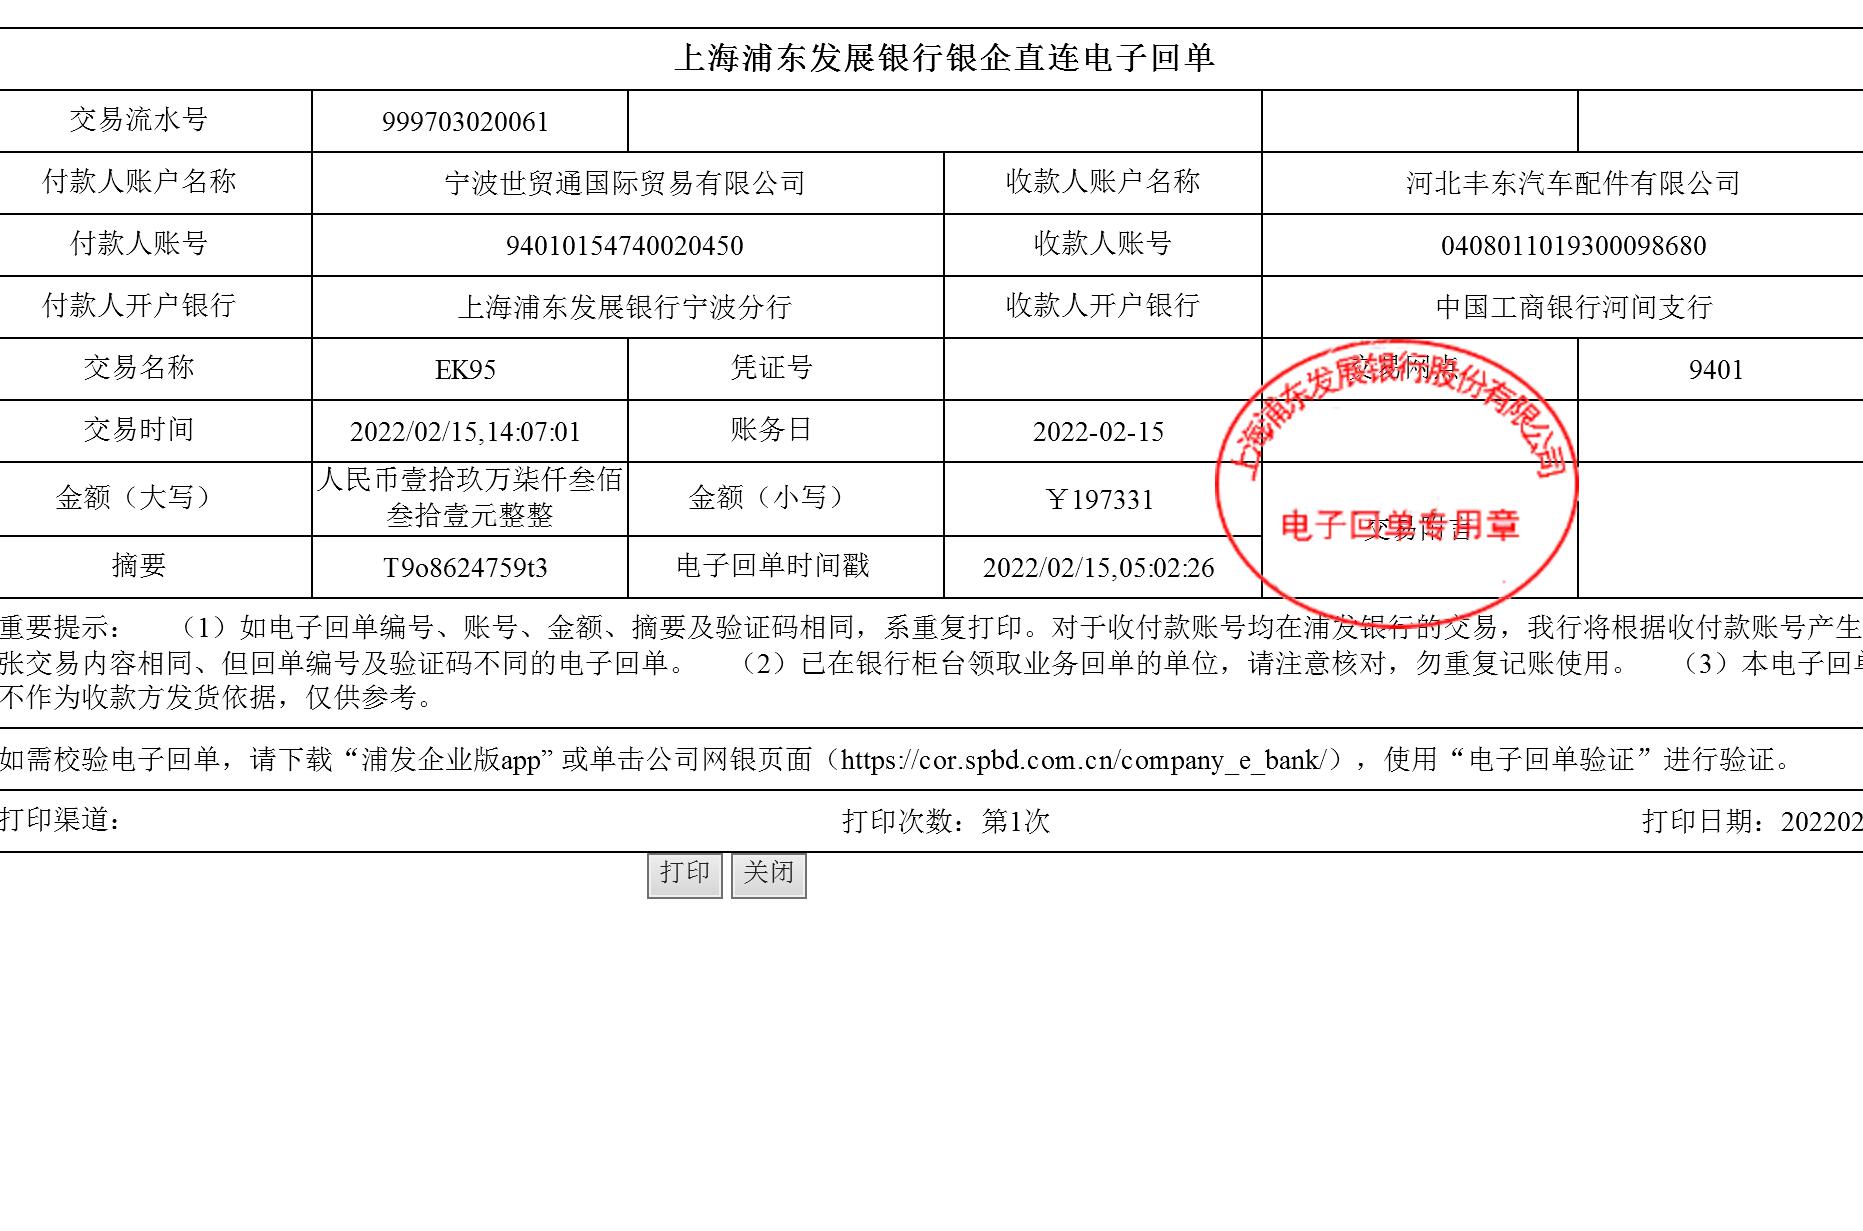 上海浦东发展银行银企直连电子回单
交易流水号 999703020061
付款人账户名称 宁波世贸通国际贸易有限公司 收款人账户名称 河北丰东汽车配件有限公司
付款人账号 94010154740020450 收款人账号 0408011019300098680
付款人开户银行 上海浦东发展银行宁波分行 收款人开户银行 中国工商银行河间支行
交易名称 EK95 凭证号 交易网点 9401
交易时间 2022/02/15,14:07:01 账务日 2022-02-15
上海浦东发展银行股份有限公司
金额（大写） 人民币壹拾玖万柒仟叁佰
叁拾壹元整整 金额（小写） ￥197331
电子回单专用章
交易附言
摘要 T9o8624759t3 电子回单时间戳 2022/02/15,05:02:26
重要提示： （1）如电子回单编号、账号、金额、摘要及验证码相同，系重复打印。对于收付款账号均在浦发银行的交易，我行将根据收付款账号产生
张交易内容相同、但回单编号及验证码不同的电子回单。 （2）已在银行柜台领取业务回单的单位，请注意核对，勿重复记账使用。 （3）本电子回单
不作为收款方发货依据，仅供参考。
如需校验电子回单，请下载“浦发企业版app” 或单击公司网银页面（https://cor.spbd.com.cn/company_e_bank/），使用“电子回单验证”进行验证。
打印渠道： 打印次数：第1次 打印日期：202202
打印 关闭